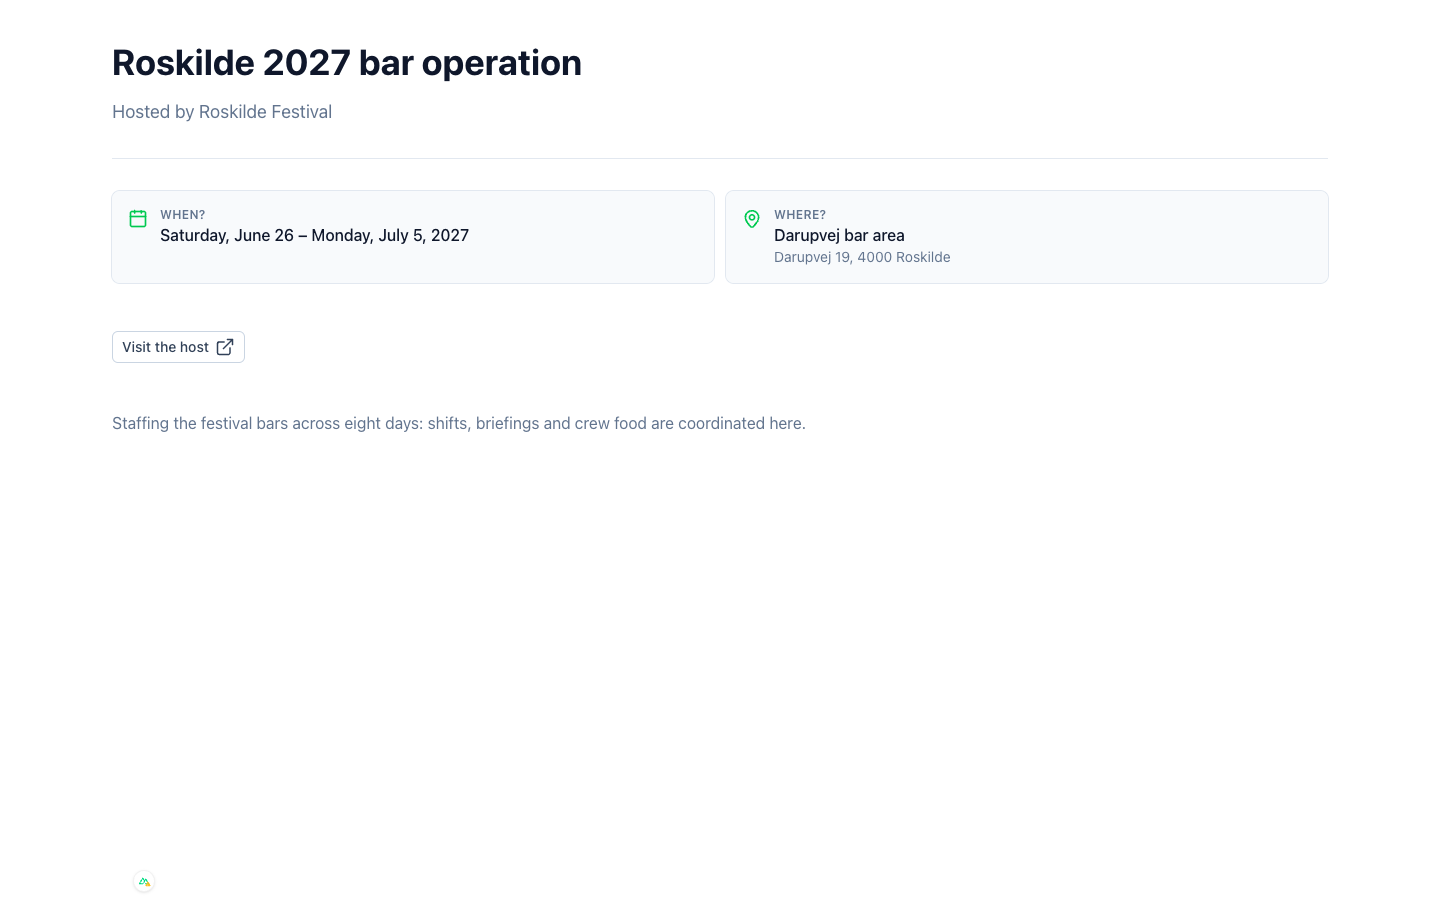 Roskilde 2027 bar operation
Hosted by Roskilde Festival
WHEN?
Saturday, June 26 – Monday, July 5, 2027
WHERE?
Darupvej bar area
Darupvej 19, 4000 Roskilde
Visit the host
Staffing the festival bars across eight days: shifts, briefings and crew food are coordinated here.